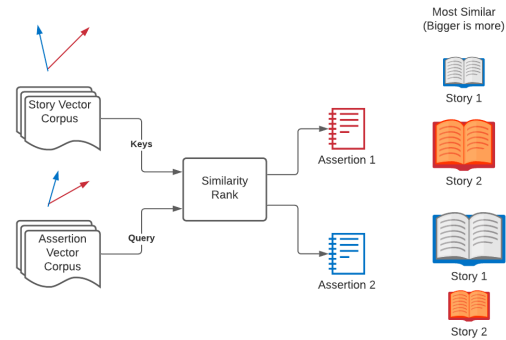 Most Similar
(Bigger is more)
Story Vector
Corpus
Story 1
Keys
Assertion 1
Similarity
Rank
Story 2
Query
Assertion
Vector
Corpus
Assertion 2
Story 1
Story 2